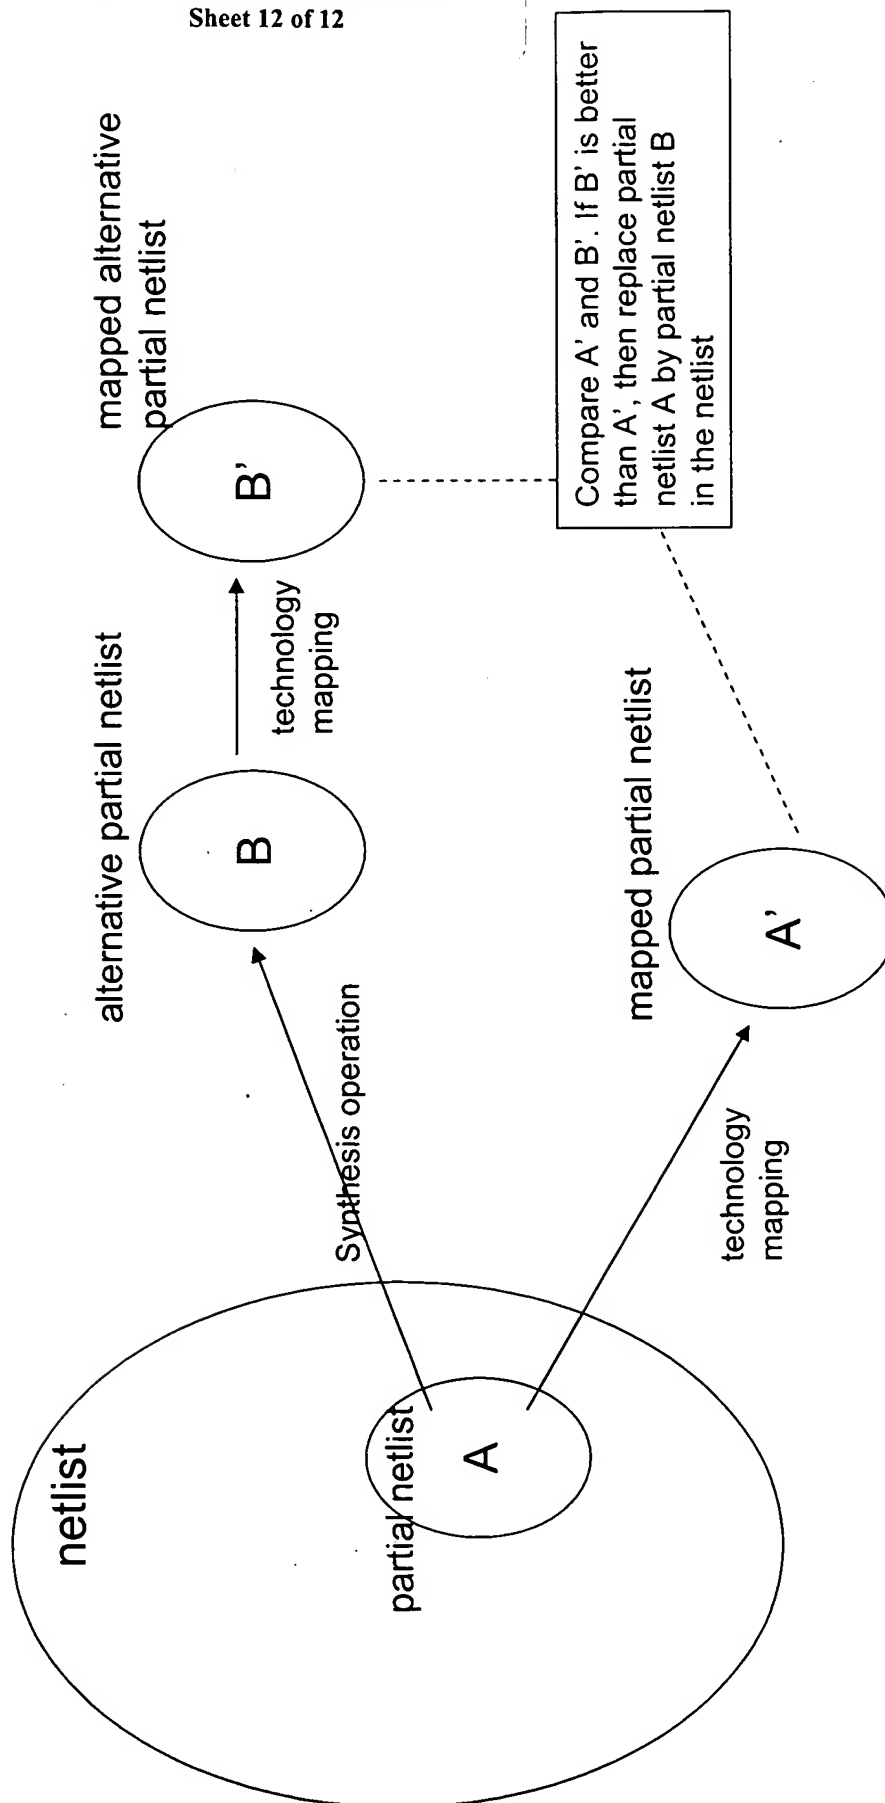 Sheet 12 of 12
netlist
partial netlist
A
Synthesis operation
alternative partial netlist
B
technology
mapping
mapped alternative
partial netlist
B'
technology
mapping
mapped partial netlist
A'
Compare A' and B'. If B' is better
than A', then replace partial
netlist A by partial netlist B
in the netlist